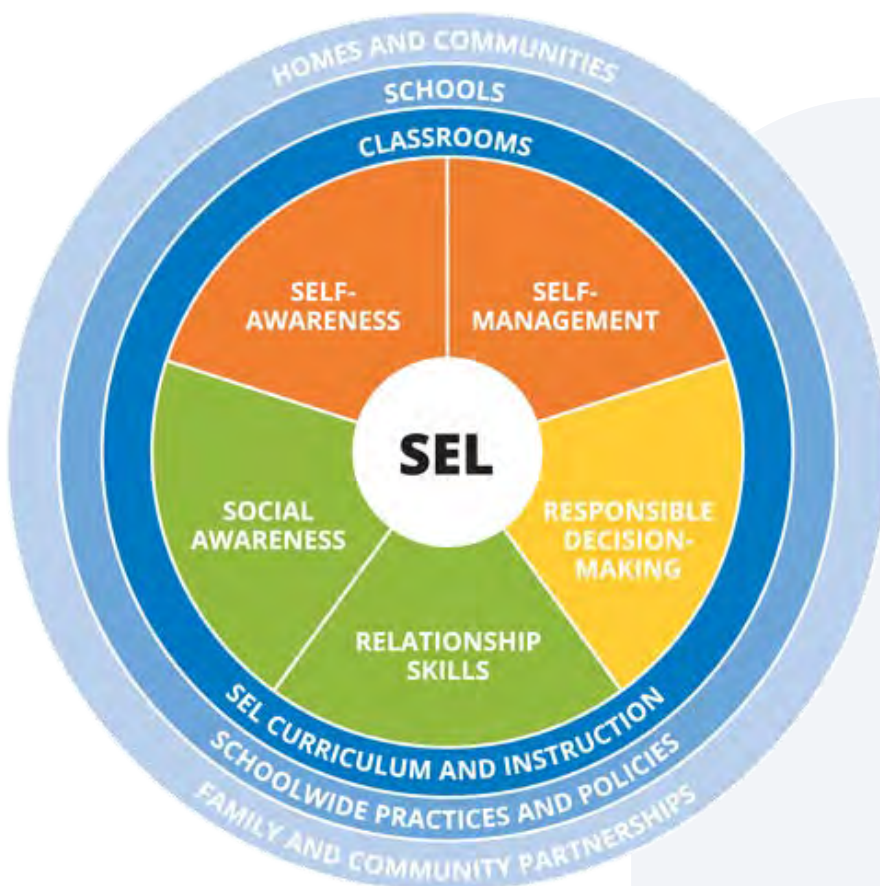 HOMES AND COMMUNITIES
SCHOOLS
CLASSROOMS
SELF-
AWARENESS
SELF-
MANAGEMENT
SEL
SOCIAL
AWARENESS
RESPONSIBLE
DECISION-
MAKING
RELATIONSHIP
SKILLS
SEL CURRICULUM AND INSTRUCTION
SCHOOLWIDE PRACTICES AND POLICIES
FAMILY AND COMMUNITY PARTNERSHIPS